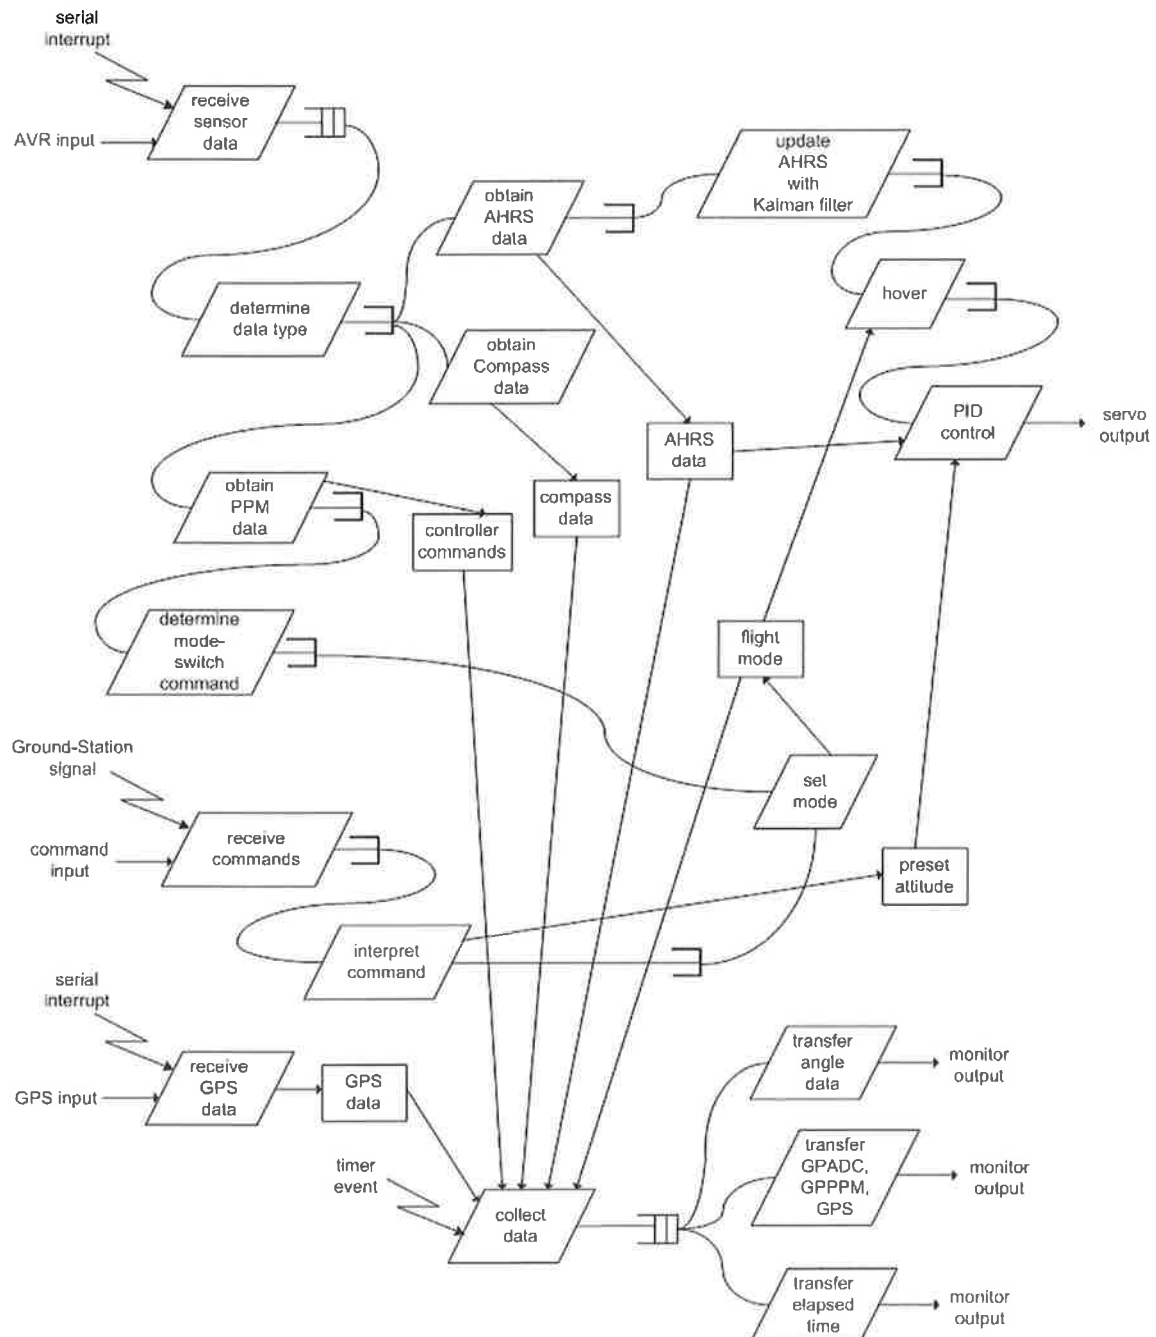 serial
interrupt
receive
sensor
data
AVR input
update
AHRS
with
Kalman filter
obtain
AHRS
data
hover
determine
data type
obtain
Compass
data
PID
control
servo
output
AHRS
data
obtain
PPM
data
compass
data
controller
commands
determine
mode-
switch
command
flight
mode
Ground-Station
signal
set
mode
receive
commands
command
input
preset
attitude
interpret
command
serial
interrupt
receive
GPS
data
GPS input
GPS
data
transfer
angle
data
monitor
output
timer
event
transfer
GPADC,
GPPPM,
GPS
monitor
output
collect
data
transfer
elapsed
time
monitor
output